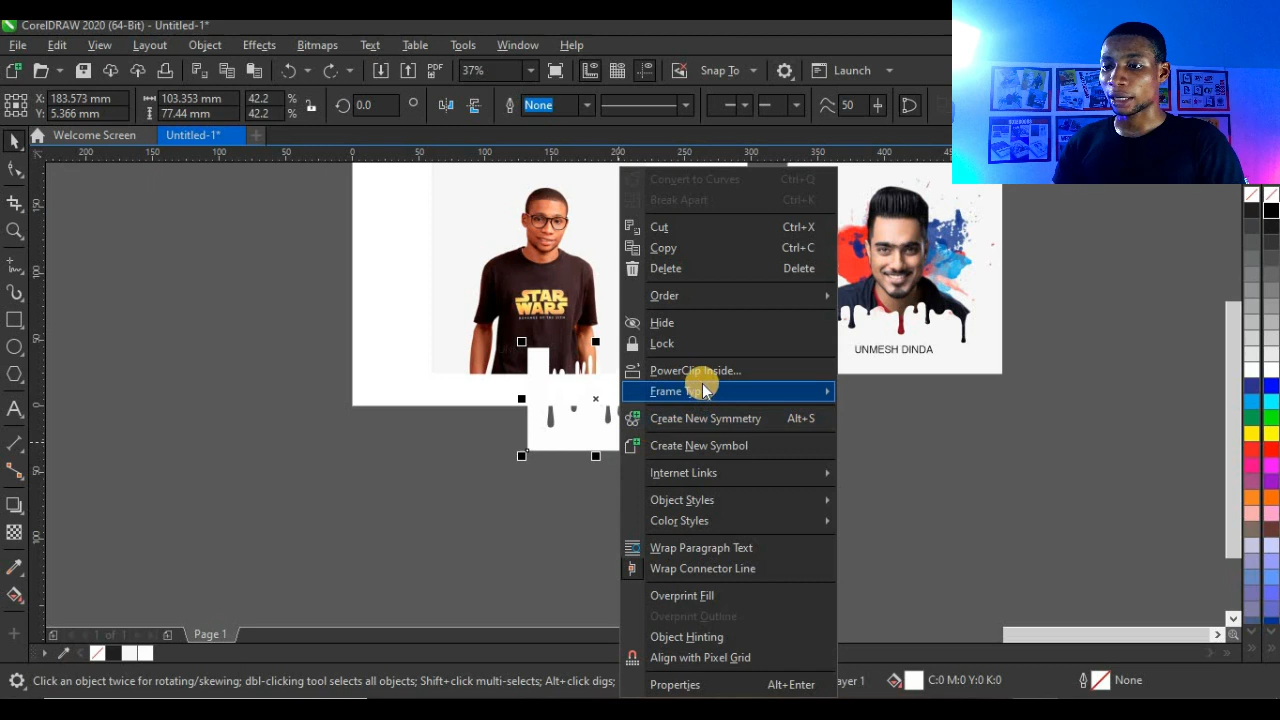 CorelDRAW 2020 (64-Bit) - Untitled-1*
File Edit View Layout Object Effects Bitmaps Text Table Tools Window Help
PDF 37% Snap To Launch
X: 183.573 mm 103.353 mm 42.2 % 0.0 None 50
Y: 5.366 mm 77.44 mm 42.2 %
Welcome Screen Untitled-1*
200 150 100 50 0 50 100 150 200 250 300 350 400
Convert to Curves Ctrl+Q
Break Apart Ctrl+K
Cut Ctrl+X
Copy Ctrl+C
Delete Delete
Order
Hide
Lock
PowerClip Inside...
Frame Typ
Create New Symmetry Alt+S
Create New Symbol
Internet Links
Object Styles
Color Styles
Wrap Paragraph Text
Wrap Connector Line
Overprint Fill
Overprint Outline
Object Hinting
Align with Pixel Grid
Properties Alt+Enter
STAR
WARS
UNMESH DINDA
1 of 1 Page 1
Click an object twice for rotating/skewing; dbl-clicking tool selects all objects; Shift+click multi-selects; Alt+click digs; ayer 1 C:0 M:0 Y:0 K:0 None